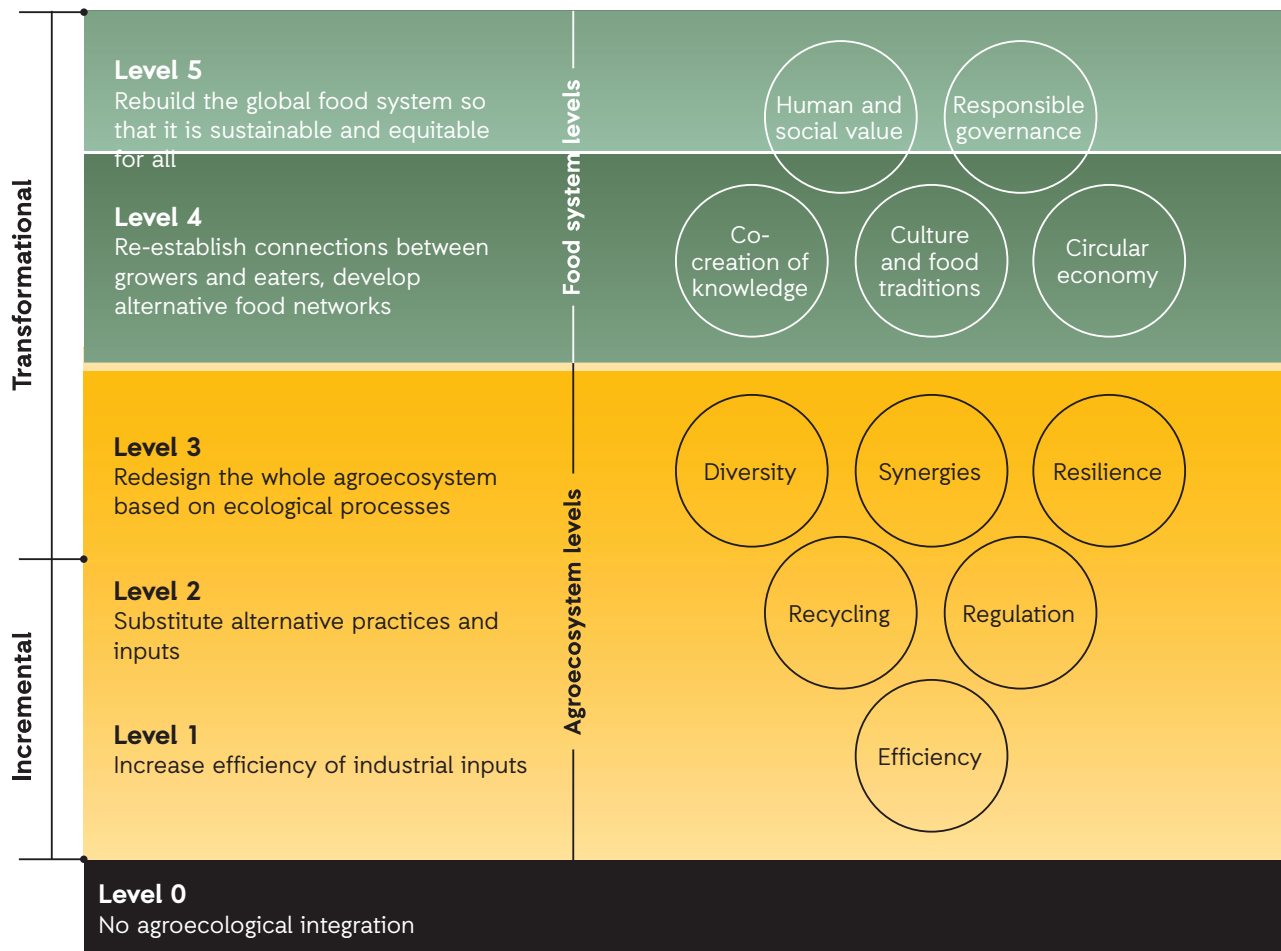 Transformational
Incremental
Level 5
Rebuild the global food system so
that it is sustainable and equitable
for all
Level 4
Re-establish connections between
growers and eaters, develop
alternative food networks
Food system levels
Human and
social value
Responsible
governance
Co-
creation of
knowledge
Culture
and food
traditions
Circular
economy
Level 3
Redesign the whole agroecosystem
based on ecological processes
Level 2
Substitute alternative practices and
inputs
Level 1
Increase efficiency of industrial inputs
Agroecosystem levels
Diversity
Synergies
Resilience
Recycling
Regulation
Efficiency
Level 0
No agroecological integration